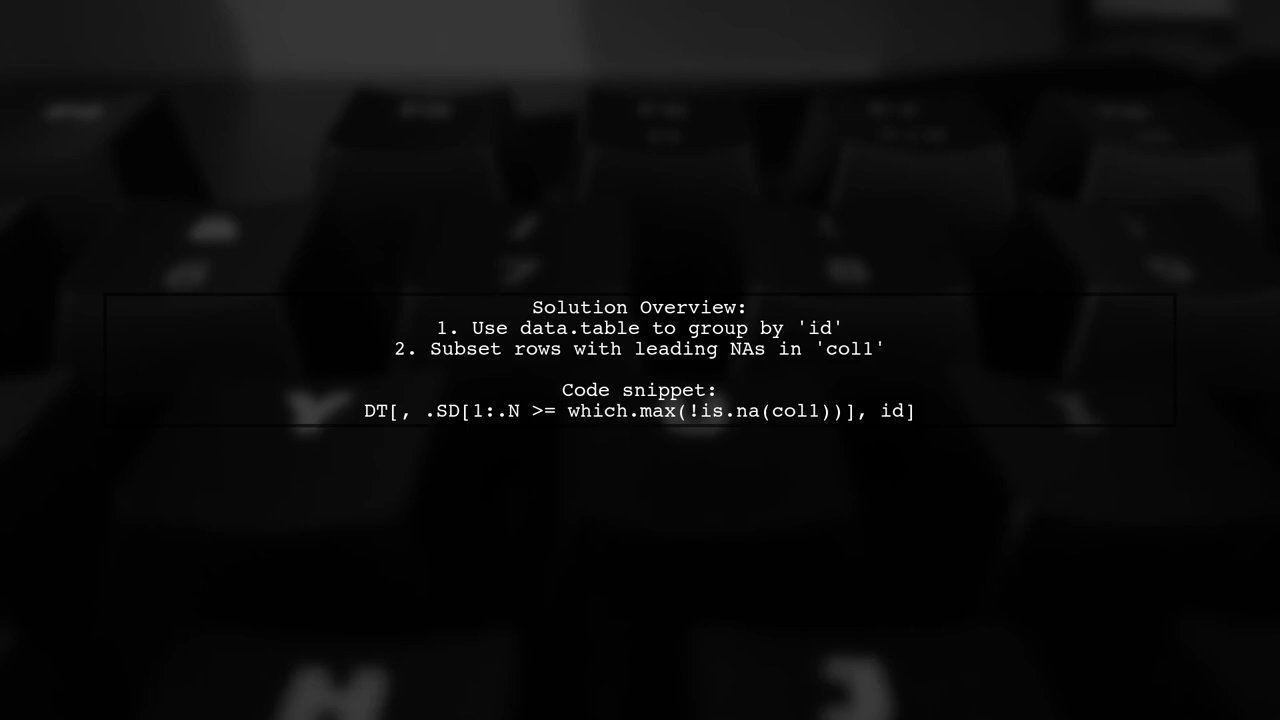 Solution Overview:
1. Use data.table to group by 'id'
2. Subset rows with leading NAs in 'col1'
Code snippet:
DT[, .SD[1:.N >= which.max(!is.na(col1))], id]